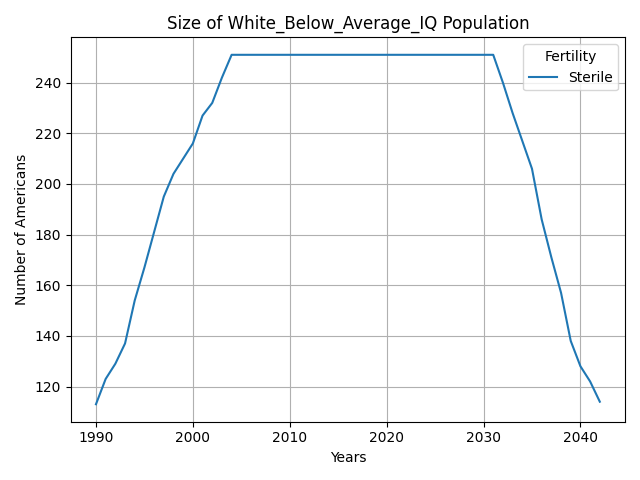 Size of White_Below_Average_IQ Population
Fertility
Sterile
Number of Americans
240
220
200
180
160
140
120
1990 2000 2010 2020 2030 2040
Years